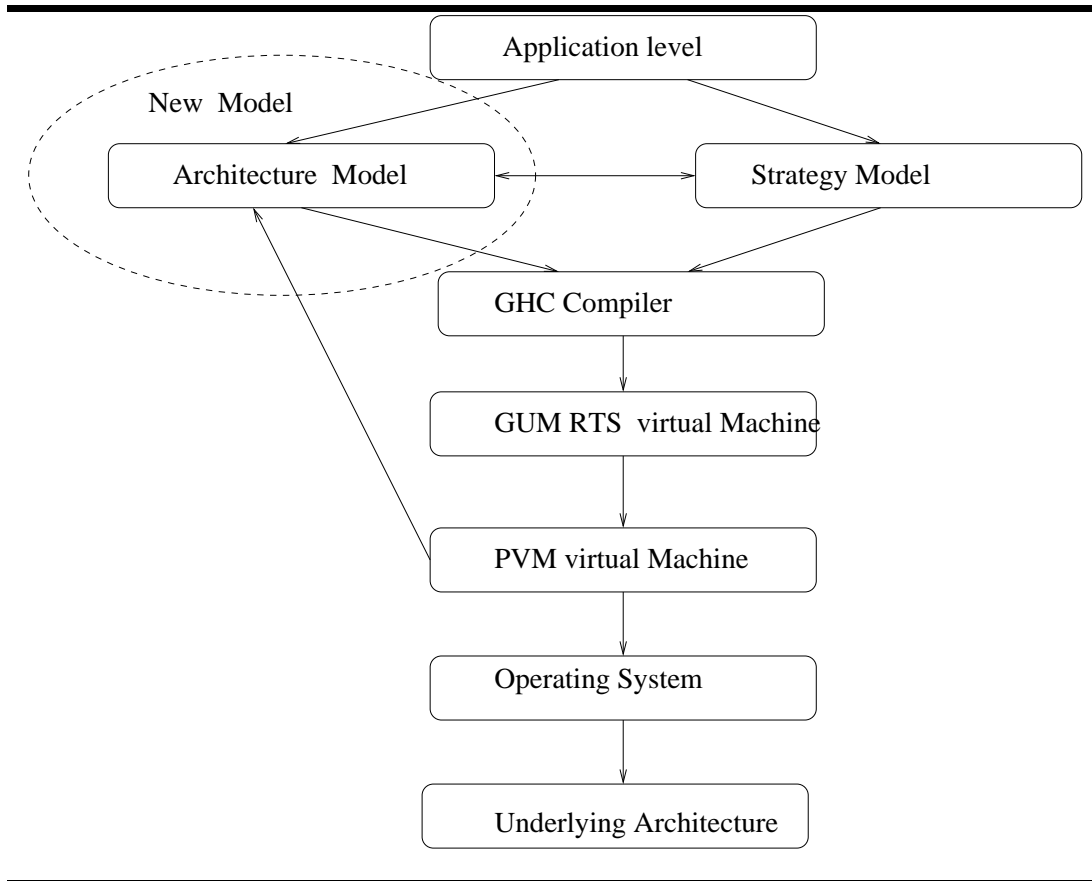 Application level
New Model
Architecture Model
Strategy Model
GHC Compiler
GUM RTS virtual Machine
PVM virtual Machine
Operating System
Underlying Architecture